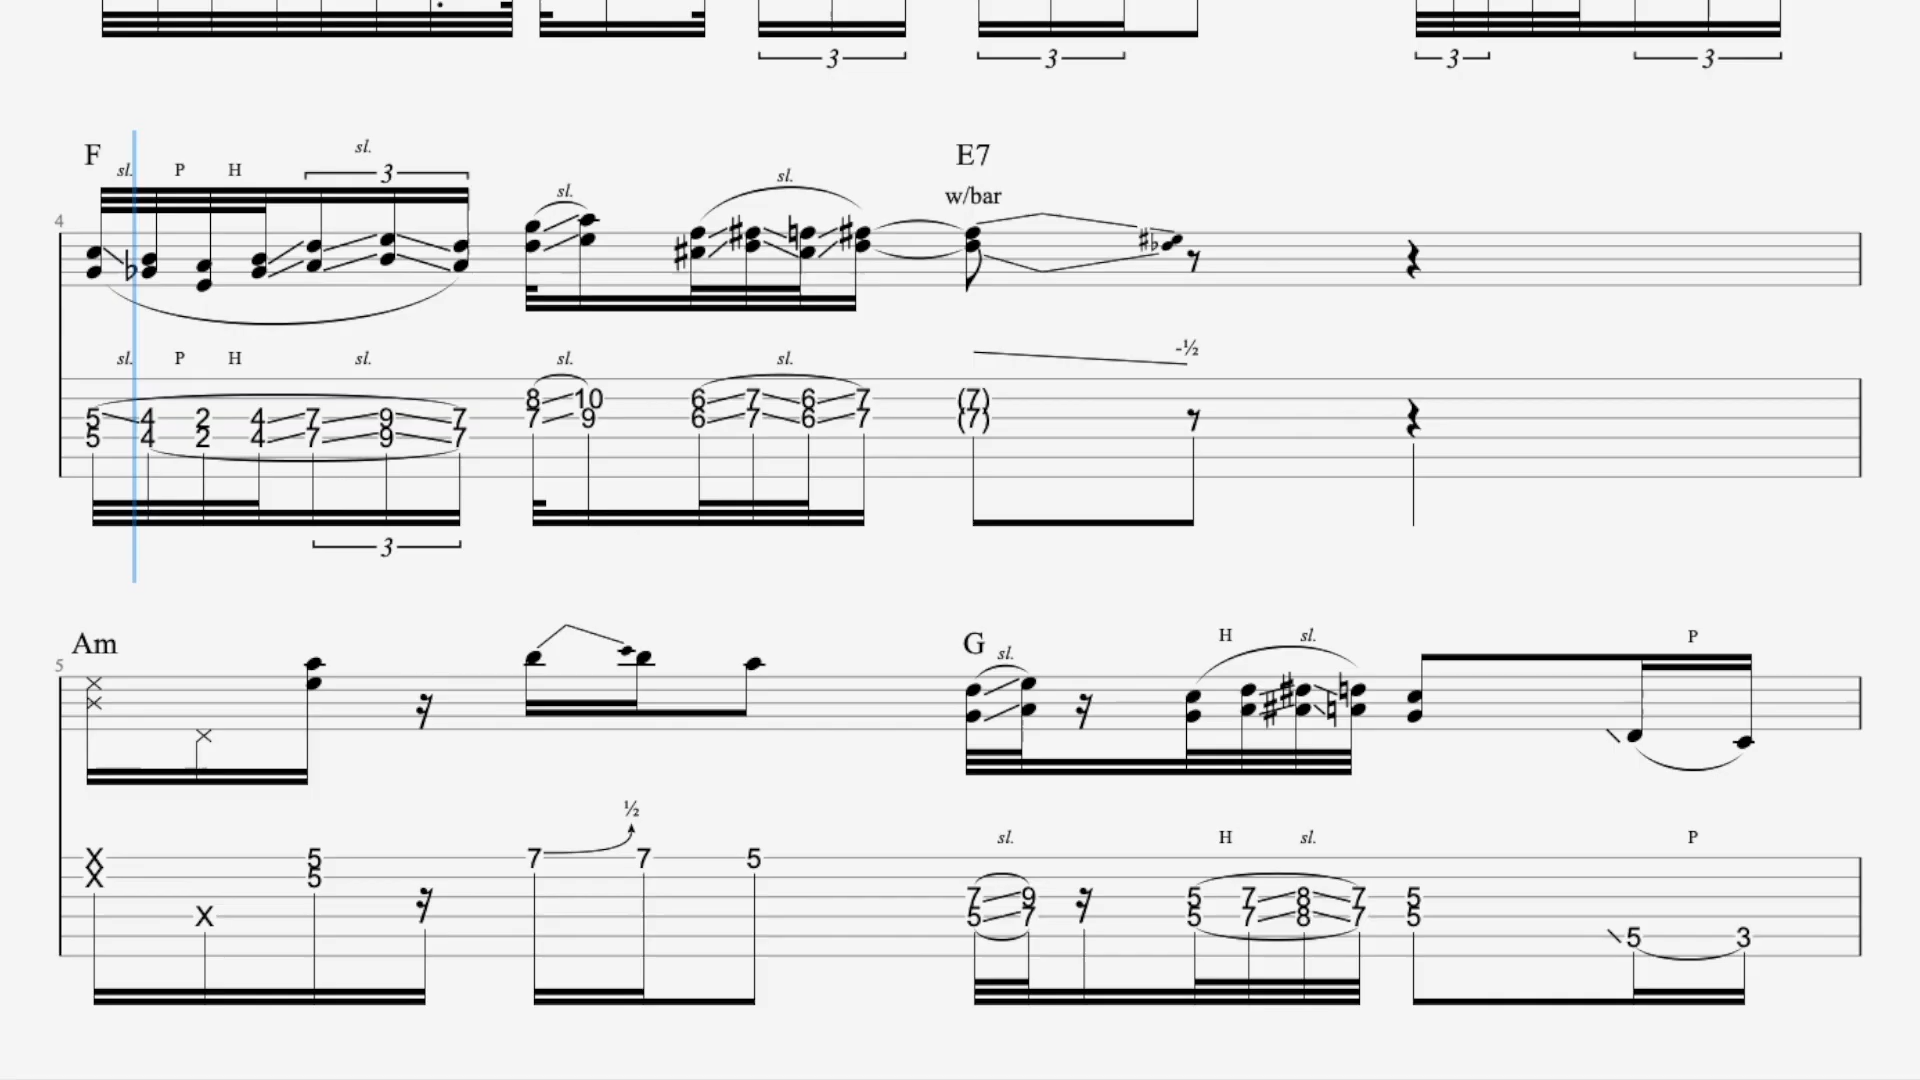 3 3 3 3
F sl. P H sl. 3 sl. sl. E7 w/bar
4
sl. P H sl. sl. sl. -½
8 10 6 7 6 7 (7)
5 4 2 4 7 9 7 7 9 6 7 6 7 (7)
5 4 2 4 7 9 7
3
Am G sl. H sl. P
5
½ sl. H sl. P
X 5 7 7 5
X 5
7 9 5 7 8 7 5
X 5 7 5 7 8 7 5
5 3